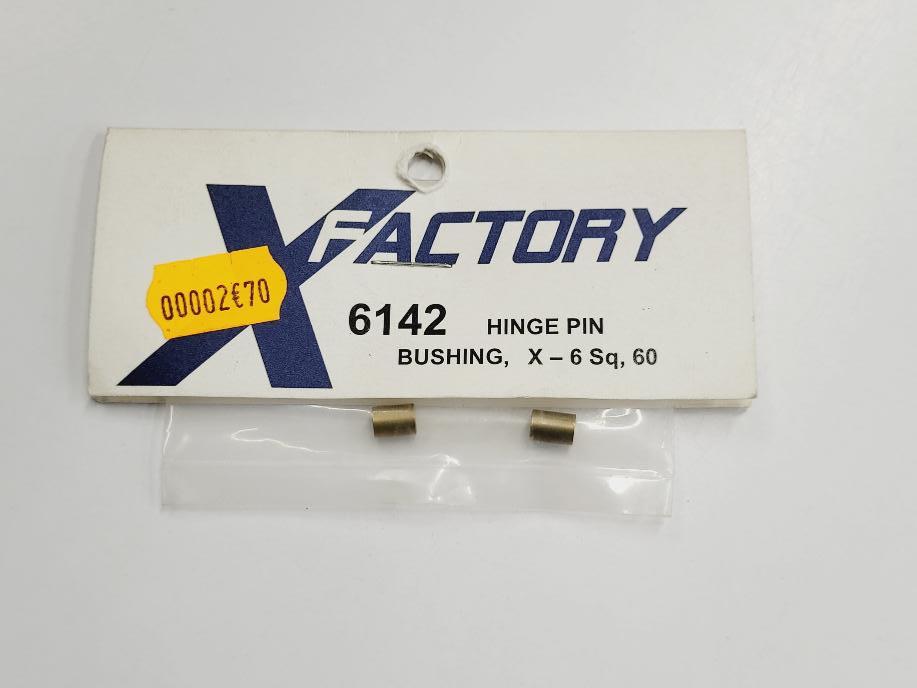 XFACTORY
00002€70
6142 HINGE PIN
BUSHING, X – 6 Sq, 60